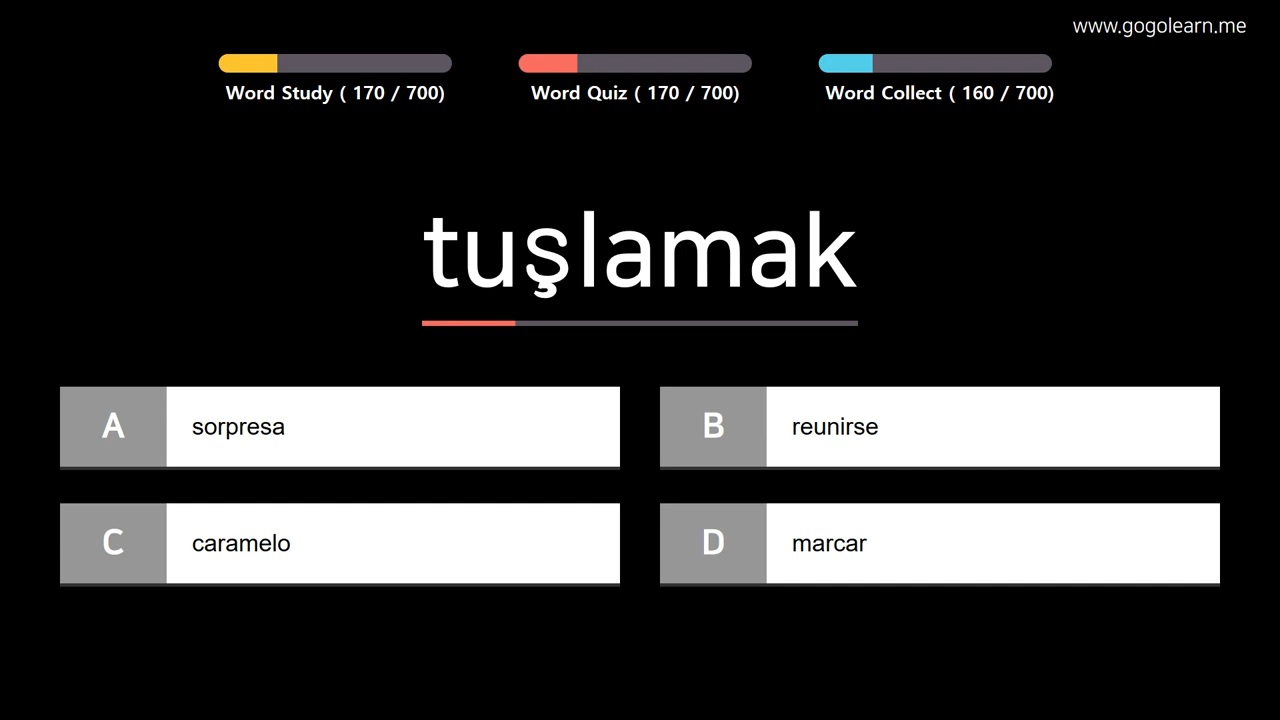 www.gogolearn.me
Word Study ( 170 / 700)
Word Quiz ( 170 / 700)
Word Collect ( 160 / 700)
tuşlamak
A sorpresa
B reunirse
C caramelo
D marcar